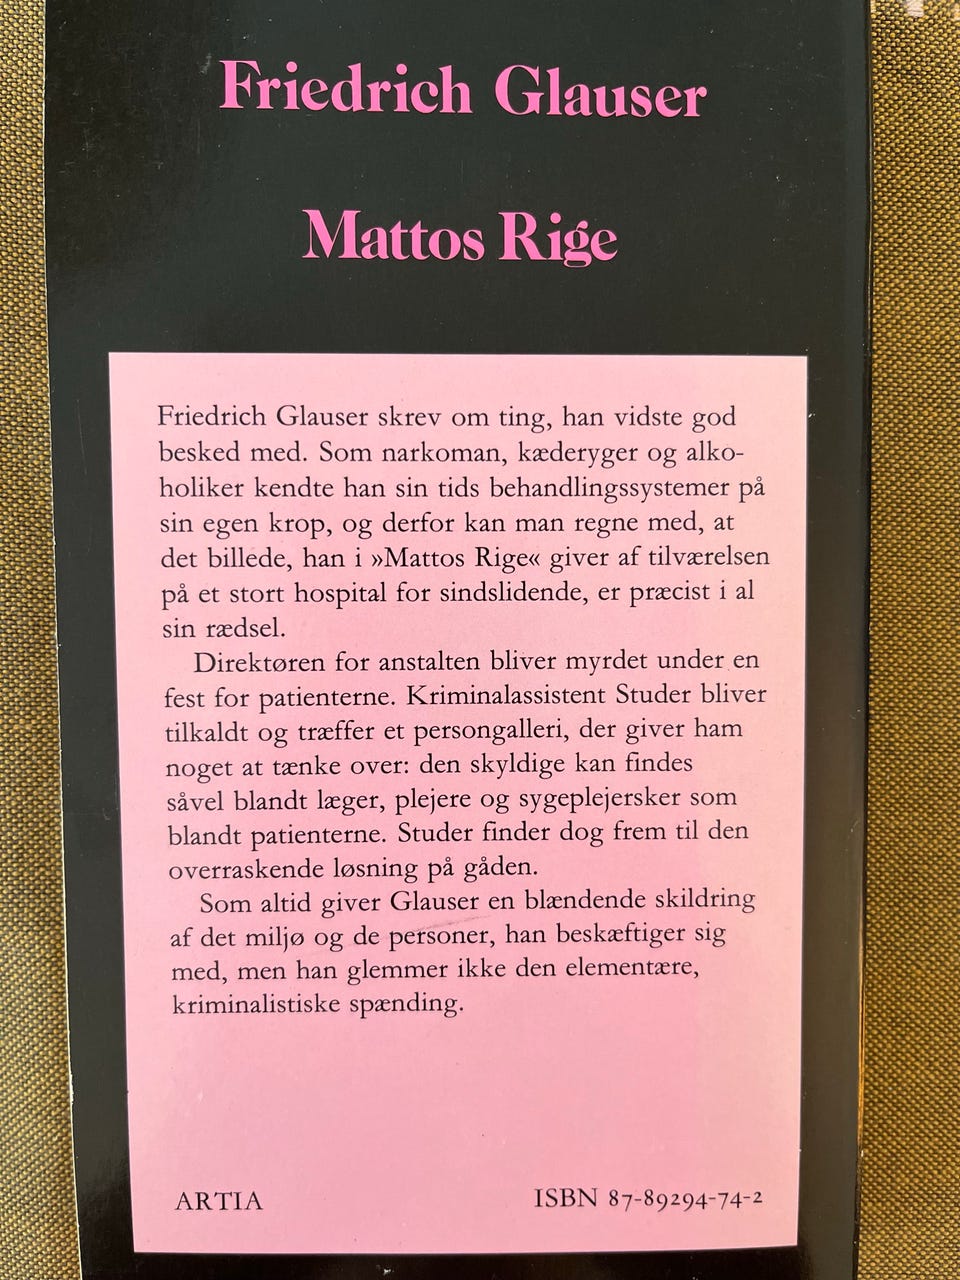 Friedrich Glauser
Mattos Rige
Friedrich Glauser skrev om ting, han vidste god
besked med. Som narkoman, kæderyger og alko-
holiker kendte han sin tids behandlingssystemer på
sin egen krop, og derfor kan man regne med, at
det billede, han i »Mattos Rige« giver af tilværelsen
på et stort hospital for sindslidende, er præcist i al
sin rædsel.
Direktøren for anstalten bliver myrdet under en
fest for patienterne. Kriminalassistent Studer bliver
tilkaldt og træffer et persongalleri, der giver ham
noget at tænke over: den skyldige kan findes
såvel blandt læger, plejere og sygeplejersker som
blandt patienterne. Studer finder dog frem til den
overraskende løsning på gåden.
Som altid giver Glauser en blændende skildring
af det miljø og de personer, han beskæftiger sig
med, men han glemmer ikke den elementære,
kriminalistiske spænding.
ARTIA
ISBN 87-89294-74-2